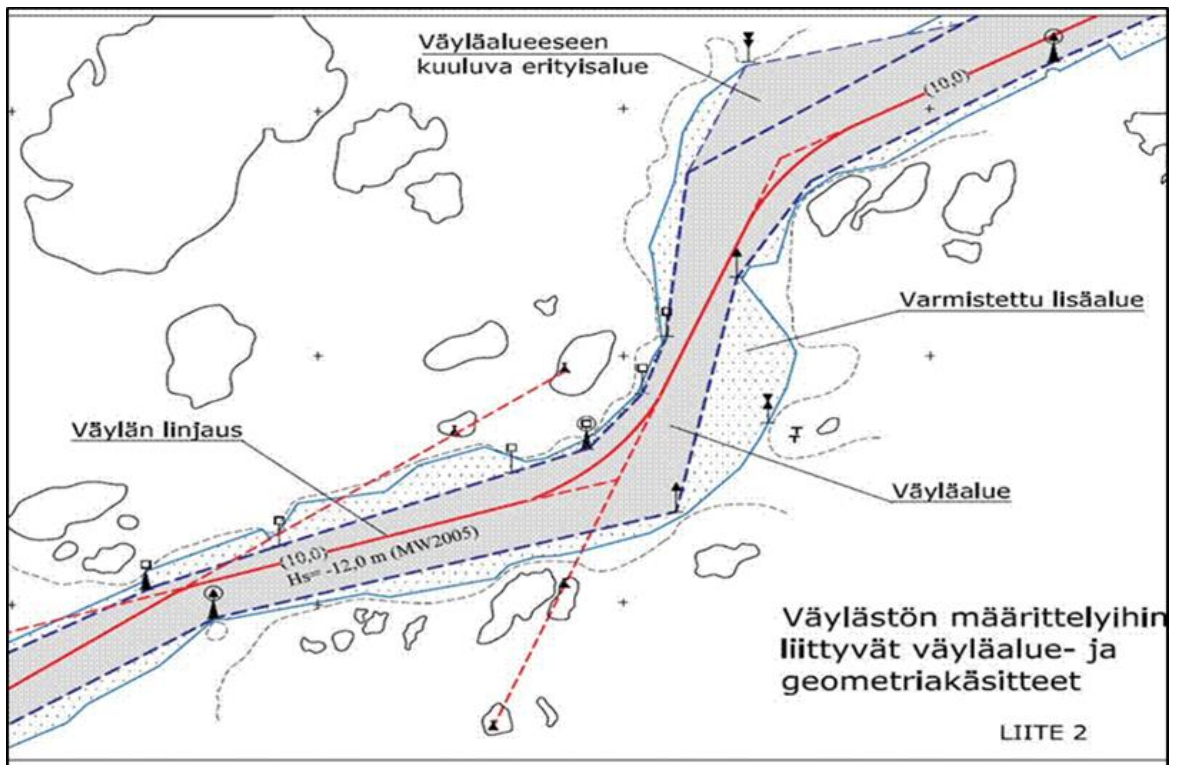 Väyläalueeseen
kuuluva erityisalue
(10,0)
Varmistettu lisäalue
Väylän linjaus
Väyläalue
(10,0)
Hs= -12,0 m (MW2005)
Väylästön määrittelyihin
liittyvät väyläalue- ja
geometriakäsitteet
LIITE 2